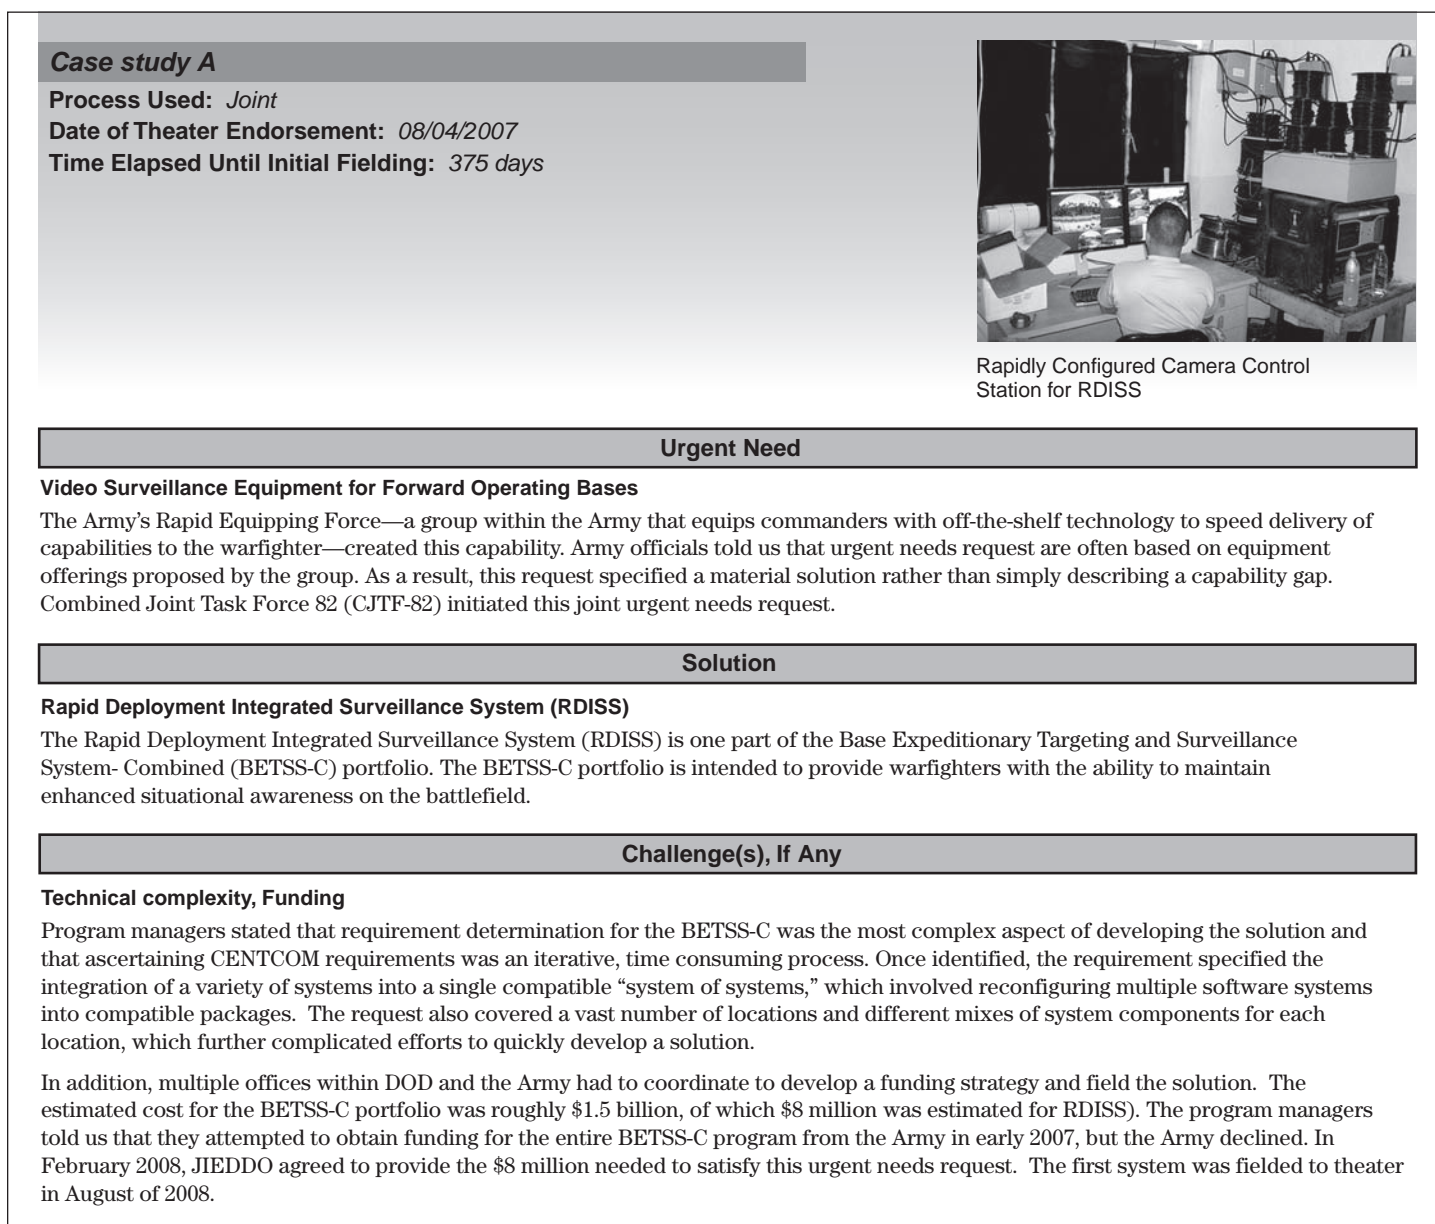 Case study A
Process Used: Joint
Date of Theater Endorsement: 08/04/2007
Time Elapsed Until Initial Fielding: 375 days
Rapidly Configured Camera Control
Station for RDISS
Urgent Need
Video Surveillance Equipment for Forward Operating Bases
The Army's Rapid Equipping Force—a group within the Army that equips commanders with off-the-shelf technology to speed delivery of
capabilities to the warfighter—created this capability. Army officials told us that urgent needs request are often based on equipment
offerings proposed by the group. As a result, this request specified a material solution rather than simply describing a capability gap.
Combined Joint Task Force 82 (CJTF-82) initiated this joint urgent needs request.
Solution
Rapid Deployment Integrated Surveillance System (RDISS)
The Rapid Deployment Integrated Surveillance System (RDISS) is one part of the Base Expeditionary Targeting and Surveillance
System- Combined (BETSS-C) portfolio. The BETSS-C portfolio is intended to provide warfighters with the ability to maintain
enhanced situational awareness on the battlefield.
Challenge(s), If Any
Technical complexity, Funding
Program managers stated that requirement determination for the BETSS-C was the most complex aspect of developing the solution and
that ascertaining CENTCOM requirements was an iterative, time consuming process. Once identified, the requirement specified the
integration of a variety of systems into a single compatible “system of systems,” which involved reconfiguring multiple software systems
into compatible packages. The request also covered a vast number of locations and different mixes of system components for each
location, which further complicated efforts to quickly develop a solution.
In addition, multiple offices within DOD and the Army had to coordinate to develop a funding strategy and field the solution. The
estimated cost for the BETSS-C portfolio was roughly $1.5 billion, of which $8 million was estimated for RDISS). The program managers
told us that they attempted to obtain funding for the entire BETSS-C program from the Army in early 2007, but the Army declined. In
February 2008, JIEDDO agreed to provide the $8 million needed to satisfy this urgent needs request. The first system was fielded to theater
in August of 2008.